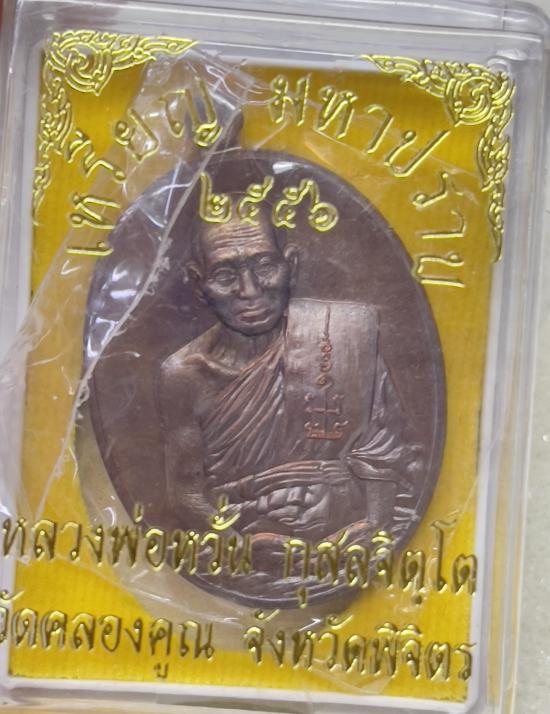 เหรียญ มหาปราบ
๒๕๕๖
หลวงพ่อหวั่น กุสลจิตฺโต
วัดคลองคูณ จังหวัดพิจิตร